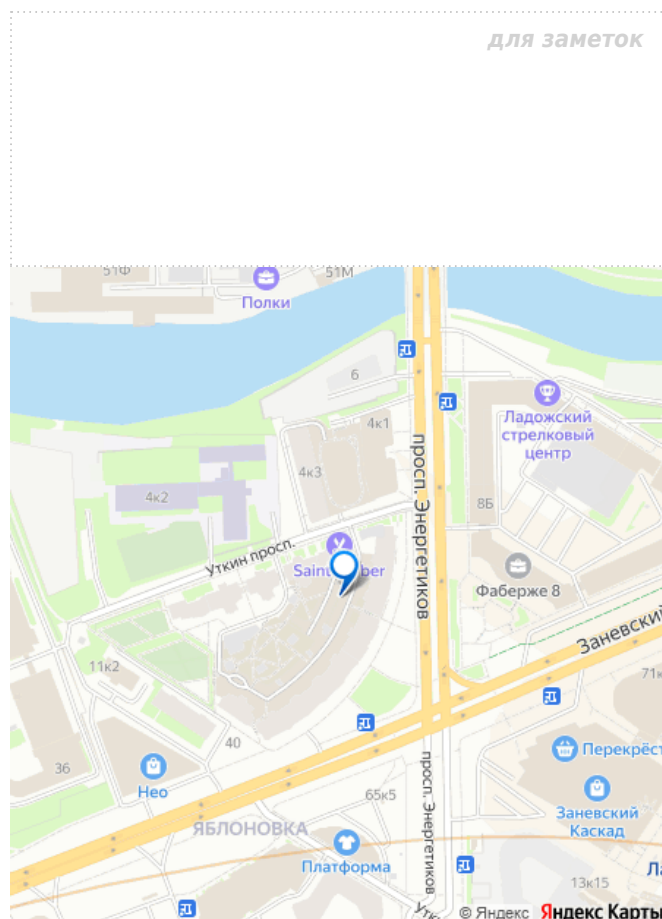 для заметок
51Ф
51М
Полки
6
4к1
Ладожский
стрелковый
центр
4к3
4к2
8Б
просп. Энергетиков
Уткин просп.
Фаберже 8
Заневский
11к2
71к
40
Перекрёст
36
Нео
65к5
просп. Энергетиков
Заневский
Каскад
ЯБЛОНОВКА
Платформа
13к15
© Яндекс Яндекс Карты